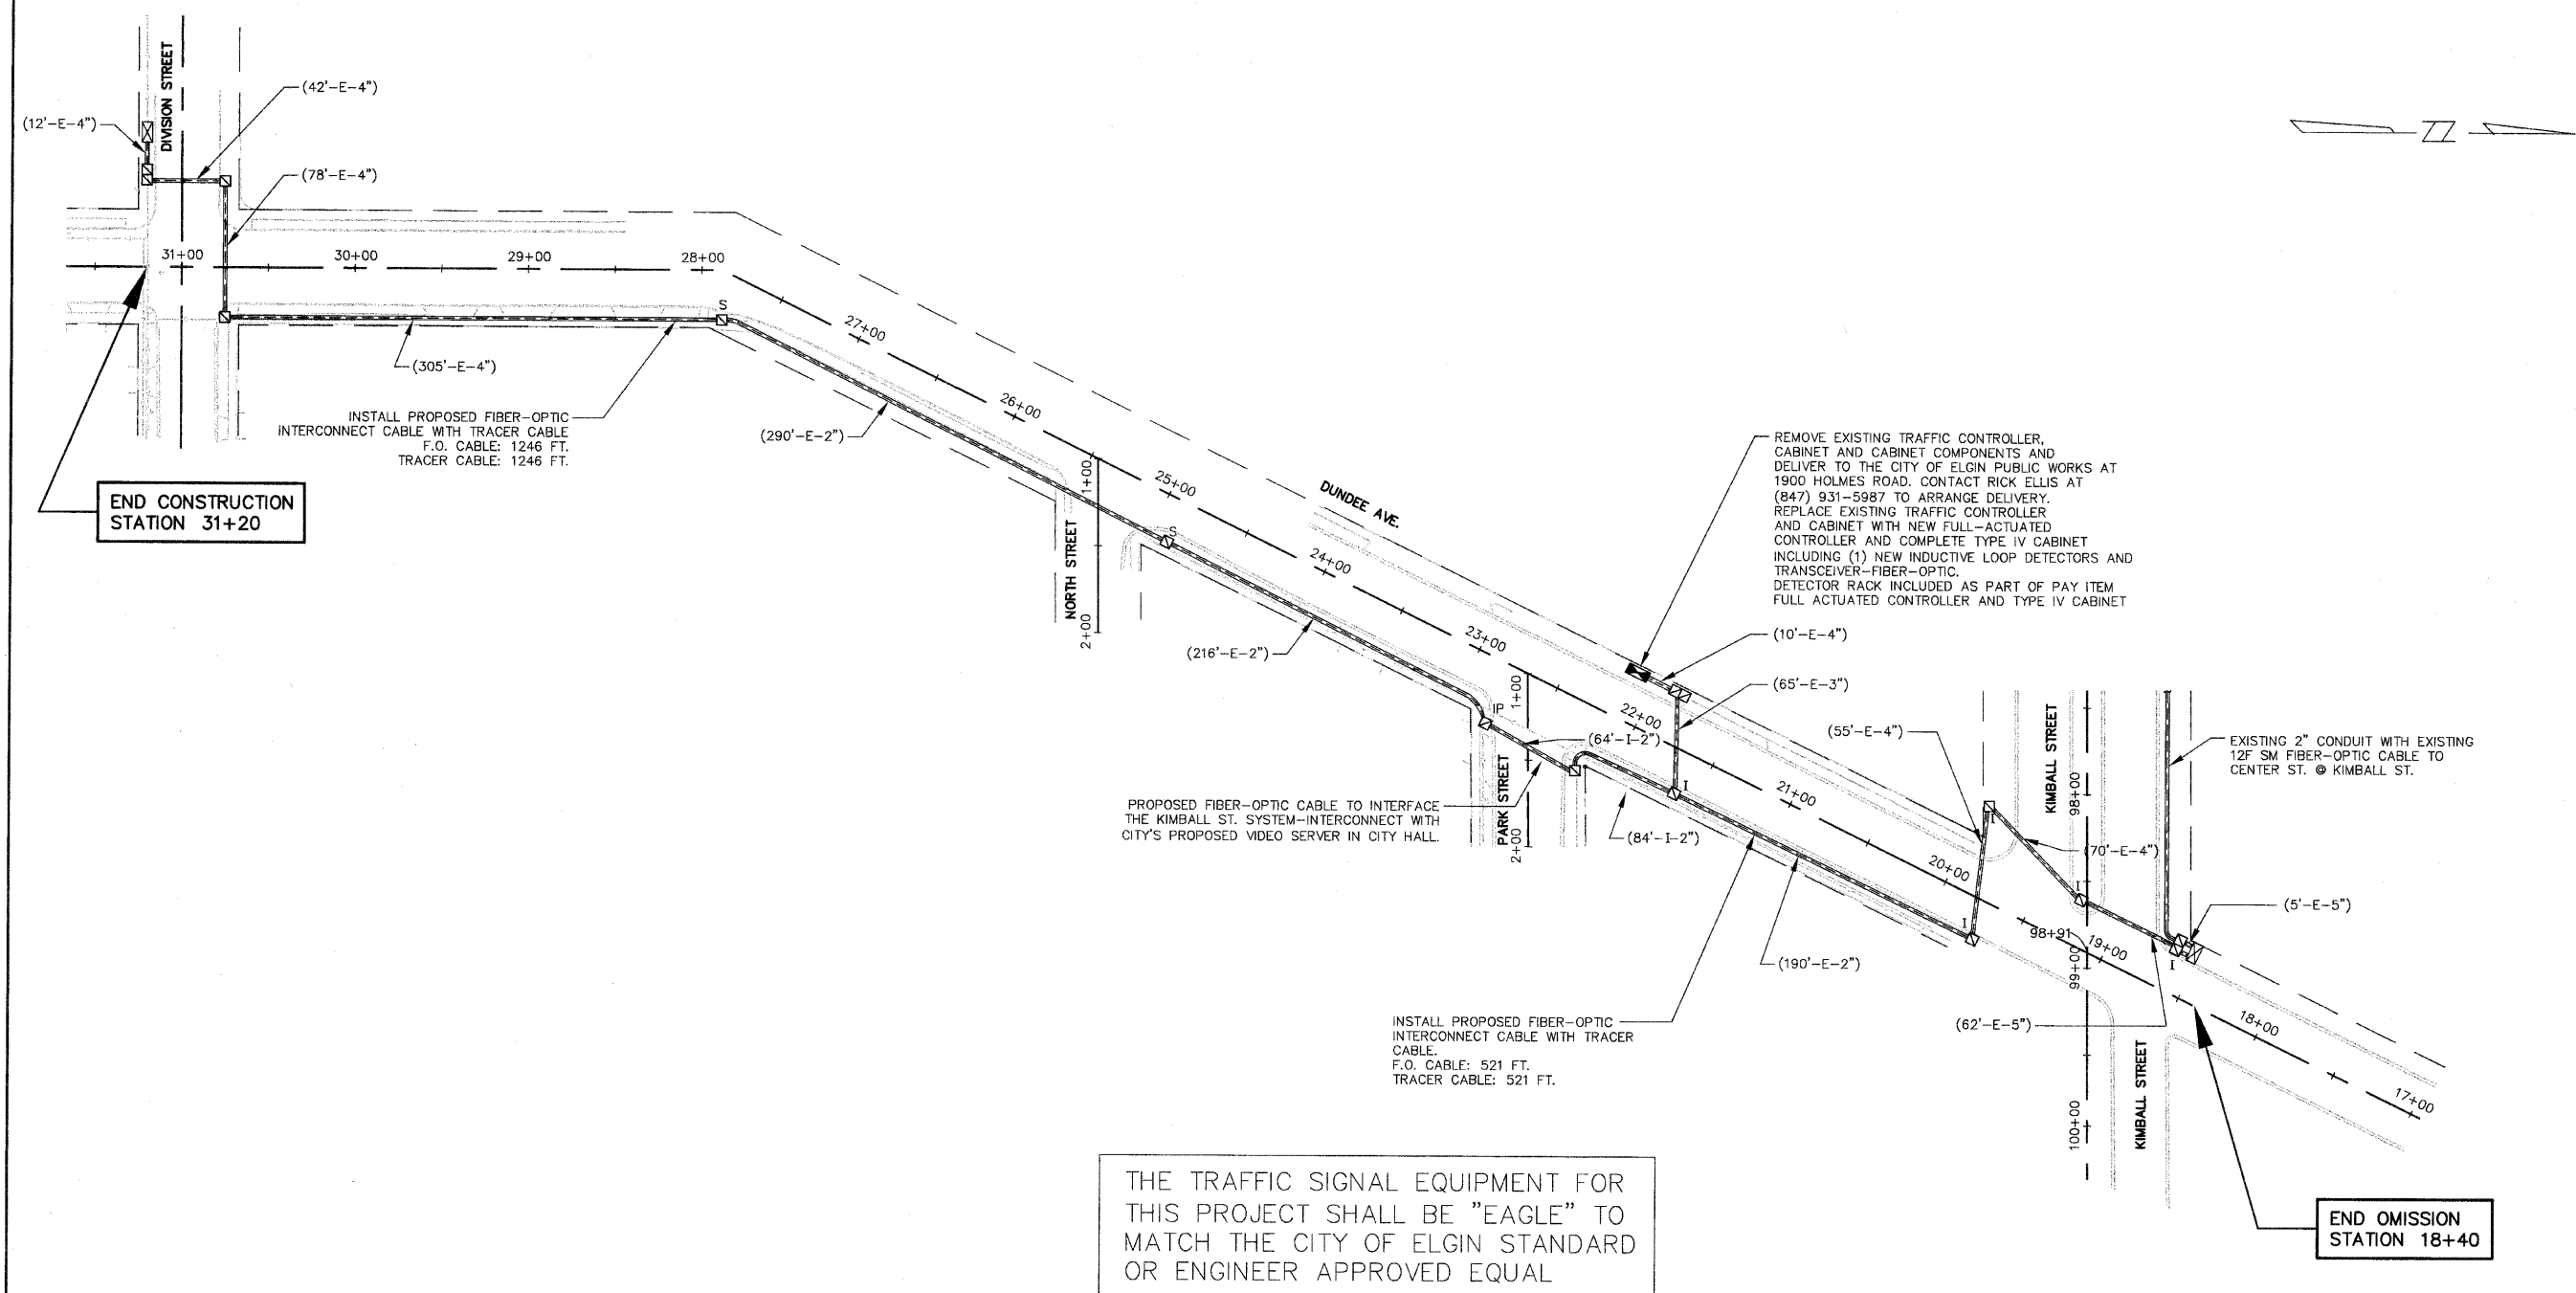 DIVISION STREET
(42'-E-4")
(12'-E-4")
(78'-E-4")
31+00
30+00
29+00
28+00
S
27+00
(305'-E-4")
INSTALL PROPOSED FIBER-OPTIC
INTERCONNECT CABLE WITH TRACER CABLE
F.O. CABLE: 1246 FT.
TRACER CABLE: 1246 FT.
END CONSTRUCTION
STATION 31+20
(290'-E-2")
26+00
1+00
NORTH STREET
2+00
S
25+00
DUNDEE AVE.
24+00
(216'-E-2")
23+00
REMOVE EXISTING TRAFFIC CONTROLLER,
CABINET AND CABINET COMPONENTS AND
DELIVER TO THE CITY OF ELGIN PUBLIC WORKS AT
1900 HOLMES ROAD. CONTACT RICK ELLIS AT
(847) 931-5987 TO ARRANGE DELIVERY.
REPLACE EXISTING TRAFFIC CONTROLLER
AND CABINET WITH NEW FULL-ACTUATED
CONTROLLER AND COMPLETE TYPE IV CABINET
INCLUDING (1) NEW INDUCTIVE LOOP DETECTORS AND
TRANSCEIVER-FIBER-OPTIC.
DETECTOR RACK INCLUDED AS PART OF PAY ITEM
FULL ACTUATED CONTROLLER AND TYPE IV CABINET
(10'-E-4")
(65'-E-3")
IP
1+00
22+00
(64'-I-2")
PARK STREET
2+00
PROPOSED FIBER-OPTIC CABLE TO INTERFACE
THE KIMBALL ST. SYSTEM-INTERCONNECT WITH
CITY'S PROPOSED VIDEO SERVER IN CITY HALL.
(84'-I-2")
I
21+00
(55'-E-4")
KIMBALL STREET
98+00
EXISTING 2" CONDUIT WITH EXISTING
12F SM FIBER-OPTIC CABLE TO
CENTER ST. @ KIMBALL ST.
I
(70'-E-4")
20+00
I
I
(5'-E-5")
98+91
19+00
99+00
I
(190'-E-2")
(62'-E-5")
INSTALL PROPOSED FIBER-OPTIC
INTERCONNECT CABLE WITH TRACER
CABLE.
F.O. CABLE: 521 FT.
TRACER CABLE: 521 FT.
18+00
17+00
100+00
KIMBALL STREET
END OMISSION
STATION 18+40
THE TRAFFIC SIGNAL EQUIPMENT FOR
THIS PROJECT SHALL BE "EAGLE" TO
MATCH THE CITY OF ELGIN STANDARD
OR ENGINEER APPROVED EQUAL
Z